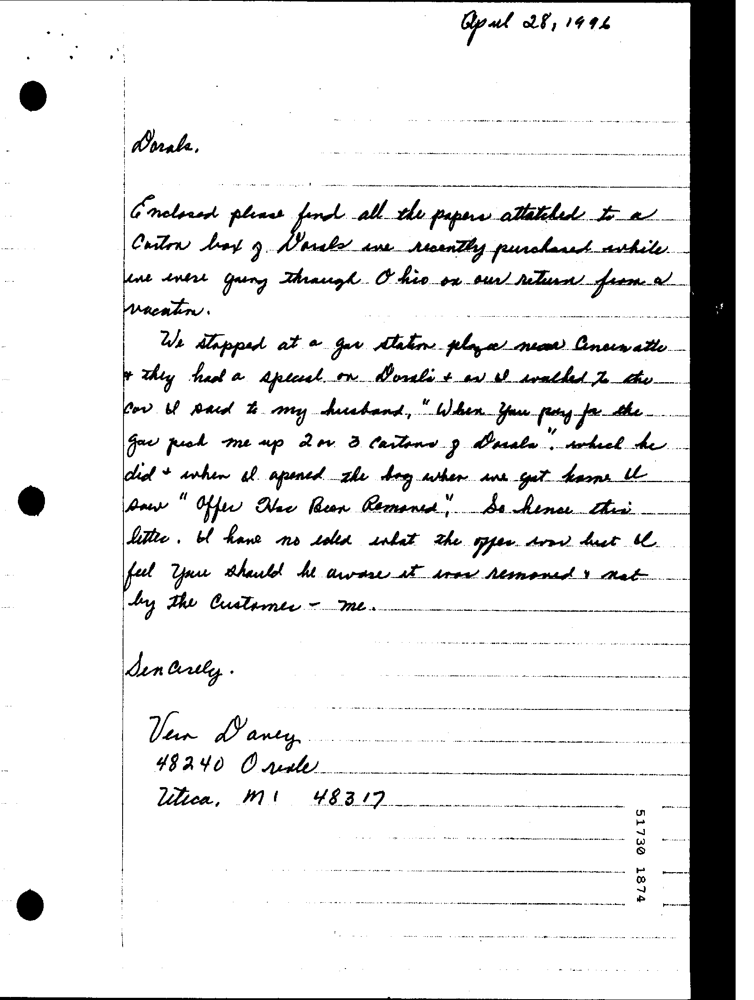 April 28, 1996
Dorals,
Enclosed please find all the papers attatched to a
Carton box of Dorals we recently purchased while
we were going through Ohio on our return from a
vacation.
We stopped at a gas station plaza near Cincinnatti
& they had a special on Dorals & as I walked to the
car I said to my husband, "When you pay for the
gas pick me up 2 or 3 cartons of Dorals". which he
did & when I opened the bag when we got home I
saw "Offer Has Been Removed", So hence this
letter. I have no idea what the offer was but I
feel you should be aware it was removed & not
by the Customer - me.
Sincerely.
48240
Utica, MI 48317
51730 1874